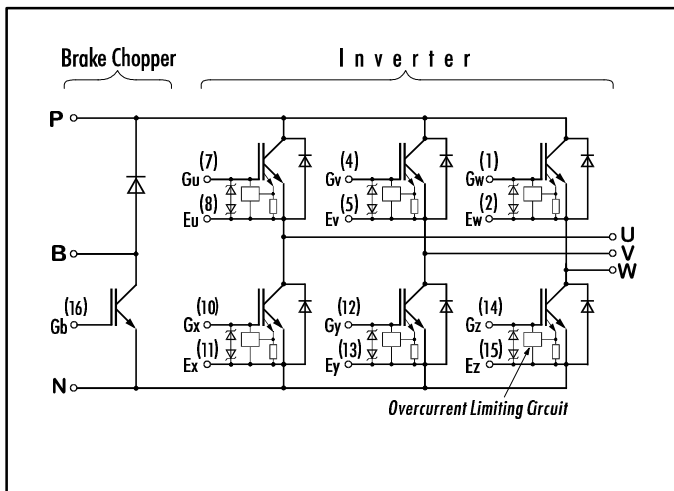 Brake Chopper
Inverter
P
(7)
(4)
(1)
Gu
Gv
Gw
(8)
(5)
(2)
Eu
Ev
Ew
U
B
V
W
(16)
(10)
(12)
(14)
Gb
Gx
Gy
Gz
(11)
(13)
(15)
Ex
Ey
Ez
N
Overcurrent Limiting Circuit